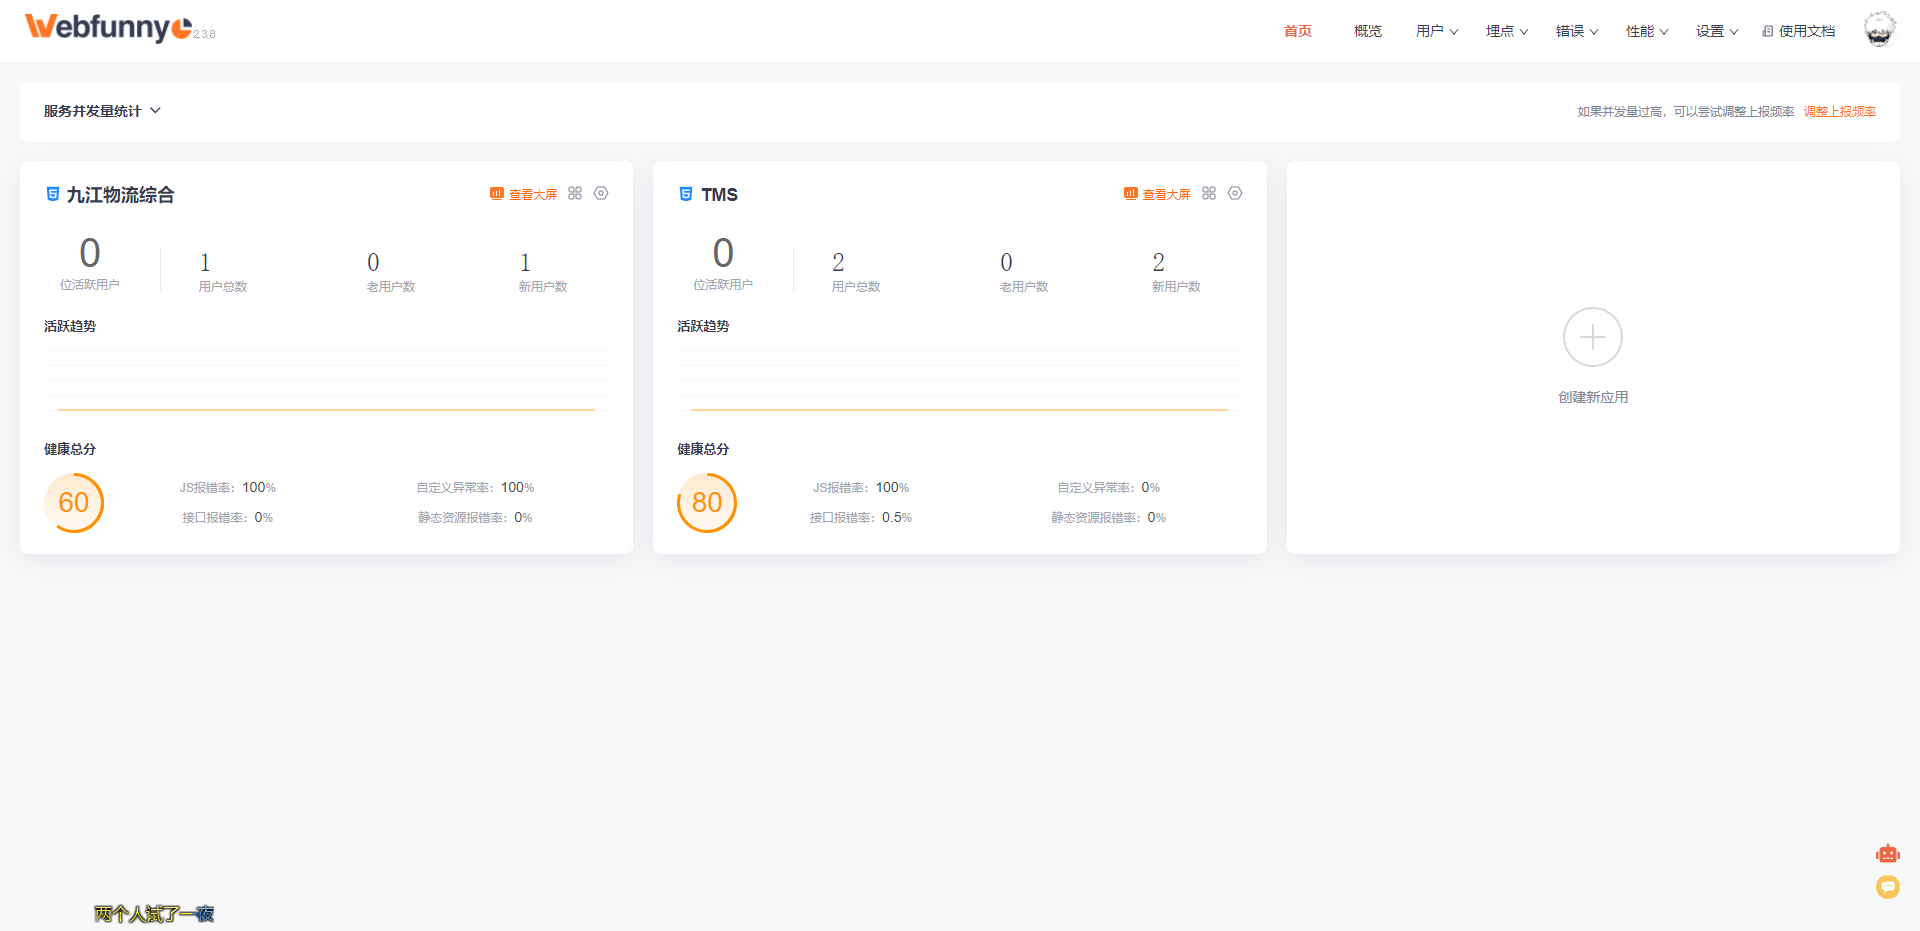 Webfunny 2.3.8
首页 概览 用户 埋点 错误 性能 设置 使用文档
服务并发量统计
如果并发量过高，可以尝试调整上报频率 调整上报频率
九江物流综合 查看大屏
0 1 0 1
位活跃用户 用户总数 老用户数 新用户数
活跃趋势
健康总分
60
JS报错率：100% 自定义异常率：100%
接口报错率：0% 静态资源报错率：0%
TMS 查看大屏
0 2 0 2
位活跃用户 用户总数 老用户数 新用户数
活跃趋势
健康总分
80
JS报错率：100% 自定义异常率：0%
接口报错率：0.5% 静态资源报错率：0%
创建新应用
两个人试了一夜